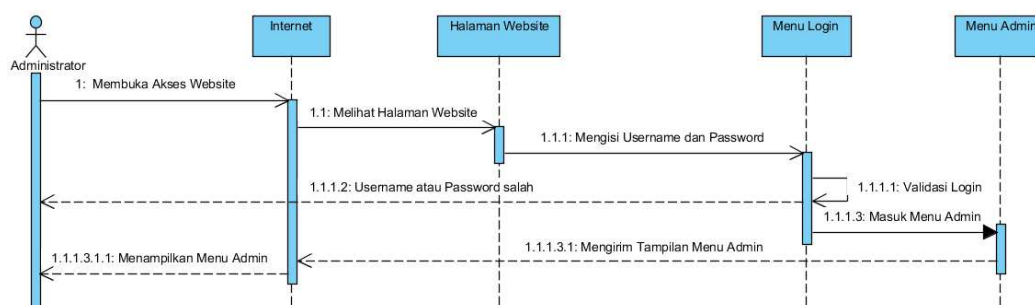 Internet
Halaman Website
Menu Login
Menu Admin
Administrator
1: Membuka Akses Website
1.1: Melihat Halaman Website
1.1.1: Mengisi Username dan Password
1.1.1.2: Username atau Password salah
1.1.1.1: Validasi Login
1.1.1.3: Masuk Menu Admin
1.1.1.3.1: Mengirim Tampilan Menu Admin
1.1.1.3.1.1: Menampilkan Menu Admin